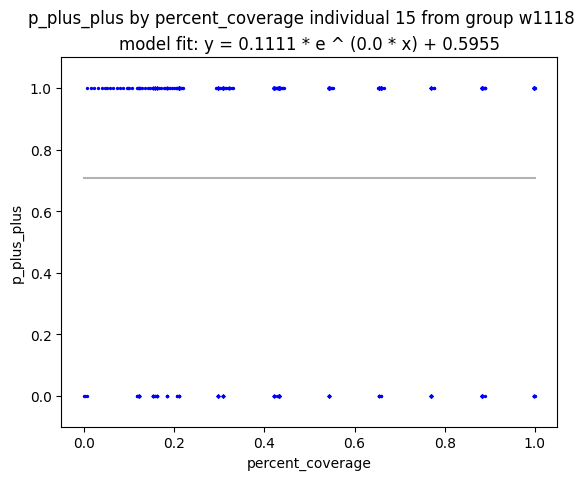 p_plus_plus by percent_coverage individual 15 from group w1118
model fit: y = 0.1111 * e ^ (0.0 * x) + 0.5955
1.0
0.8
0.6
0.4
0.2
0.0
p_plus_plus
0.0 0.2 0.4 0.6 0.8 1.0
percent_coverage